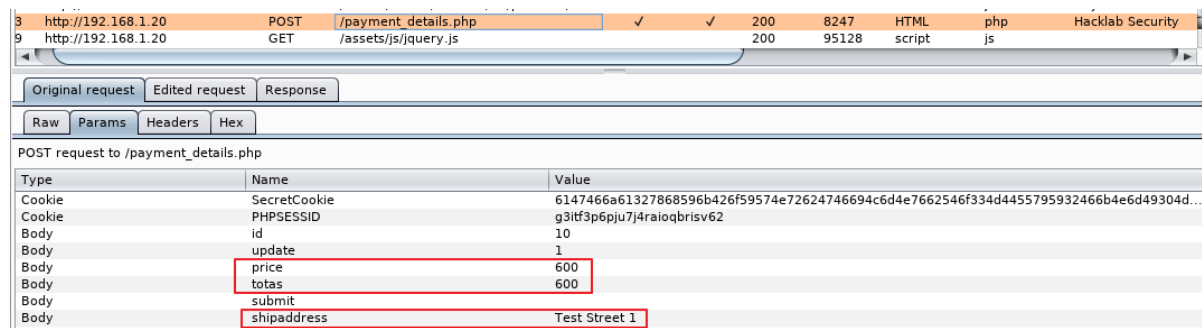 3 http://192.168.1.20 POST /payment_details.php ✓ ✓ 200 8247 HTML php Hacklab Security
9 http://192.168.1.20 GET /assets/js/jquery.js 200 95128 script js
Original request Edited request Response
Raw Params Headers Hex
POST request to /payment_details.php
Type Name Value
Cookie SecretCookie 6147466a61327868596b426f59574e72624746694c6d4e7662546f334d4455795932466b4e6d49304d...
Cookie PHPSESSID g3itf3p6pju7j4raioqbrisv62
Body id 10
Body update 1
Body price 600
Body totas 600
Body submit
Body shipaddress Test Street 1